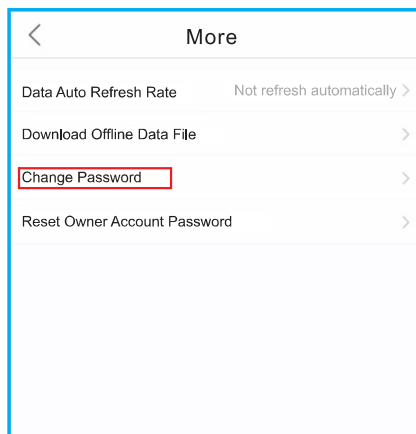 More
Data Auto Refresh Rate Not refresh automatically
Download Offline Data File
Change Password
Reset Owner Account Password